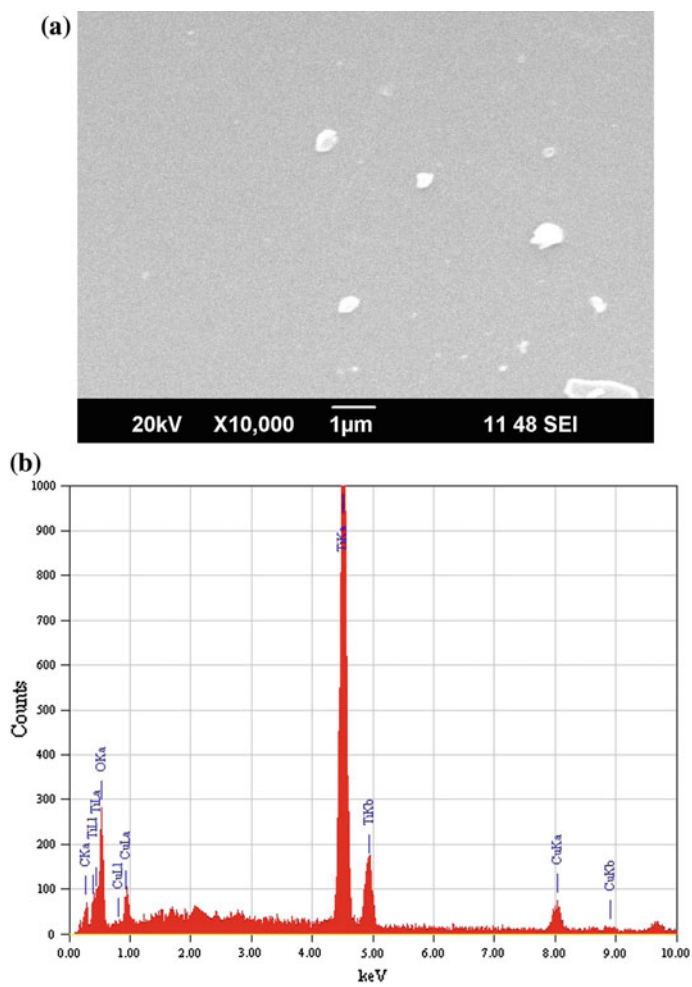 (a)
20kV X10,000 1µm 11 48 SEI
(b)
1000
900
800
700
600
500
400
300
200
100
0
Counts
CKa
TiLl
TiLa
OKa
CuLl
CuLa
TiKa
TiKb
CuKa
CuKb
0.00 1.00 2.00 3.00 4.00 5.00 6.00 7.00 8.00 9.00 10.00
keV